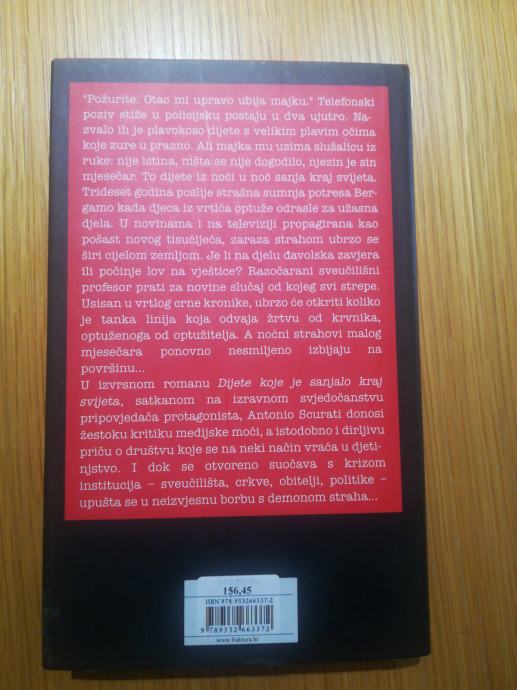 "Požurite. Otac mi upravo ubija majku." Telefonski
poziv stiže u policijsku postaju u dva ujutro. Na-
zvalo ih je plavokoso dijete s velikim plavim očima
koje zure u prazno. Ali majka mu uzima slušalicu iz
ruke: nije istina, ništa se nije dogodilo, njezin je sin
mjesečar. To dijete iz noći u noć sanja kraj svijeta.
Trideset godina poslije strašna sumnja potresa Ber-
gamo kada djeca iz vrtića optuže odrasle za užasna
djela. U novinama i na televiziji propagirana kao
pošast novog tisućljeća, zaraza strahom ubrzo se
širi cijelom zemljom. Je li na djelu đavolska zavjera
ili počinje lov na vještice? Razočarani sveučilišni
profesor prati za novine slučaj od kojeg svi strepe.
Usisan u vrtlog crne kronike, ubrzo će otkriti koliko
je tanka linija koja odvaja žrtvu od krvnika,
optuženoga od optužitelja. A noćni strahovi malog
mjesečara ponovno nesmiljeno izbijaju na
površinu...
U izvrsnom romanu Dijete koje je sanjalo kraj
svijeta, satkanom na izravnom svjedočanstvu
pripovjedača protagonista, Antonio Scurati donosi
žestoku kritiku medijske moći, a istodobno i dirljivu
priču o društvu koje se na neki način vraća u djeti-
njstvo. I dok se otvoreno suočava s krizom
institucija – sveučilišta, crkve, obitelji, politike –
upušta se u neizvjesnu borbu s demonom straha...
156,45
ISBN 978-953266337-2
9 789532 663372
www.fraktura.hr